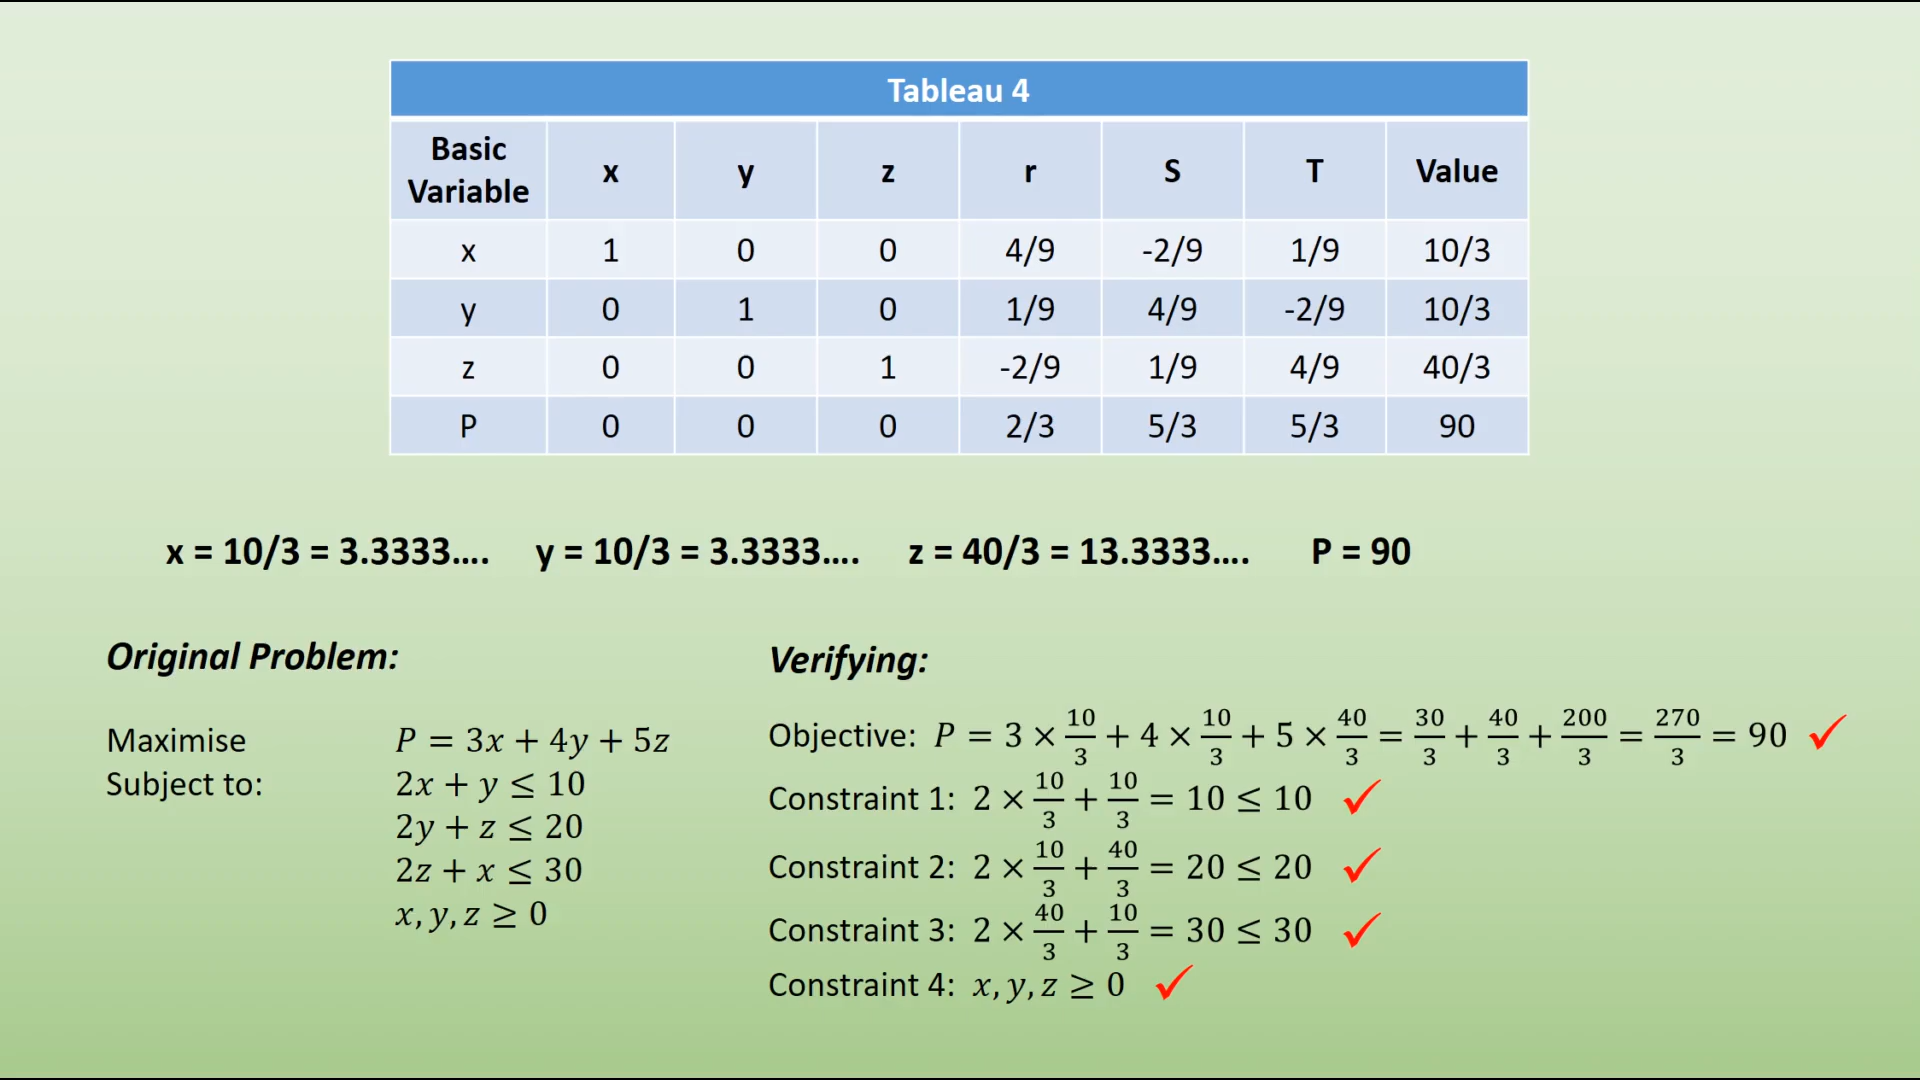 Tableau 4
Basic Variable x y z r S T Value
x 1 0 0 4/9 -2/9 1/9 10/3
y 0 1 0 1/9 4/9 -2/9 10/3
z 0 0 1 -2/9 1/9 4/9 40/3
P 0 0 0 2/3 5/3 5/3 90
x = 10/3 = 3.3333.... y = 10/3 = 3.3333.... z = 40/3 = 13.3333.... P = 90
Original Problem:
Maximise P = 3x + 4y + 5z
Subject to: 2x + y ≤ 10
2y + z ≤ 20
2z + x ≤ 30
x, y, z ≥ 0
Verifying:
Objective: P = 3 × 10/3 + 4 × 10/3 + 5 × 40/3 = 30/3 + 40/3 + 200/3 = 270/3 = 90 ✓
Constraint 1: 2 × 10/3 + 10/3 = 10 ≤ 10 ✓
Constraint 2: 2 × 10/3 + 40/3 = 20 ≤ 20 ✓
Constraint 3: 2 × 40/3 + 10/3 = 30 ≤ 30 ✓
Constraint 4: x, y, z ≥ 0 ✓